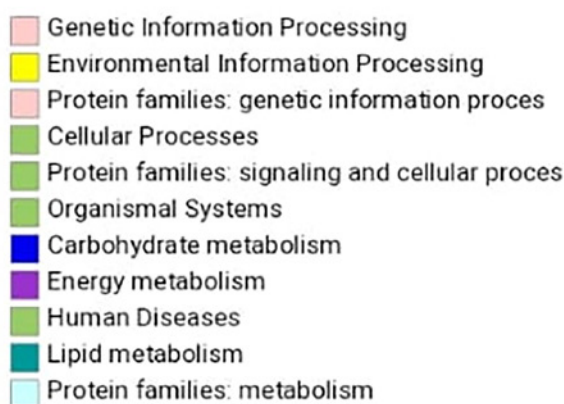 Genetic Information Processing
Environmental Information Processing
Protein families: genetic information proces
Cellular Processes
Protein families: signaling and cellular proces
Organismal Systems
Carbohydrate metabolism
Energy metabolism
Human Diseases
Lipid metabolism
Protein families: metabolism